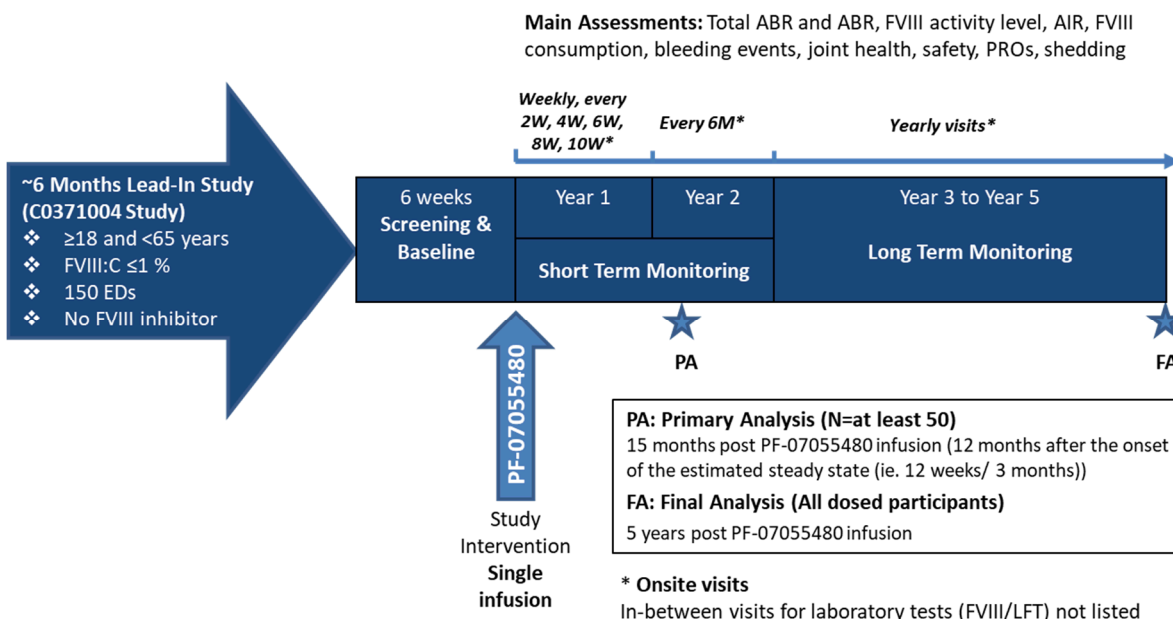 Main Assessments: Total ABR and ABR, FVIII activity level, AIR, FVIII
consumption, bleeding events, joint health, safety, PROs, shedding
Weekly, every
2W, 4W, 6W,
8W, 10W*
Every 6M*
Yearly visits*
~6 Months Lead-In Study
(C0371004 Study)
❖ ≥18 and <65 years
❖ FVIII:C ≤1 %
❖ 150 EDs
❖ No FVIII inhibitor
6 weeks
Screening &
Baseline
Year 1
Year 2
Short Term Monitoring
Year 3 to Year 5
Long Term Monitoring
PF-07055480
Study
Intervention
Single
infusion
PA
FA
PA: Primary Analysis (N=at least 50)
15 months post PF-07055480 infusion (12 months after the onset
of the estimated steady state (ie. 12 weeks/ 3 months))
FA: Final Analysis (All dosed participants)
5 years post PF-07055480 infusion
* Onsite visits
In-between visits for laboratory tests (FVIII/LFT) not listed